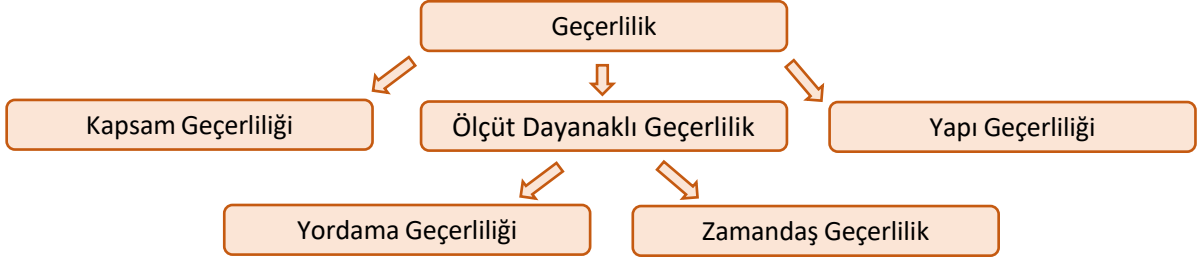 Geçerlilik
Kapsam Geçerliliği
Ölçüt Dayanaklı Geçerlilik
Yapı Geçerliliği
Yordama Geçerliliği
Zamandaş Geçerlilik